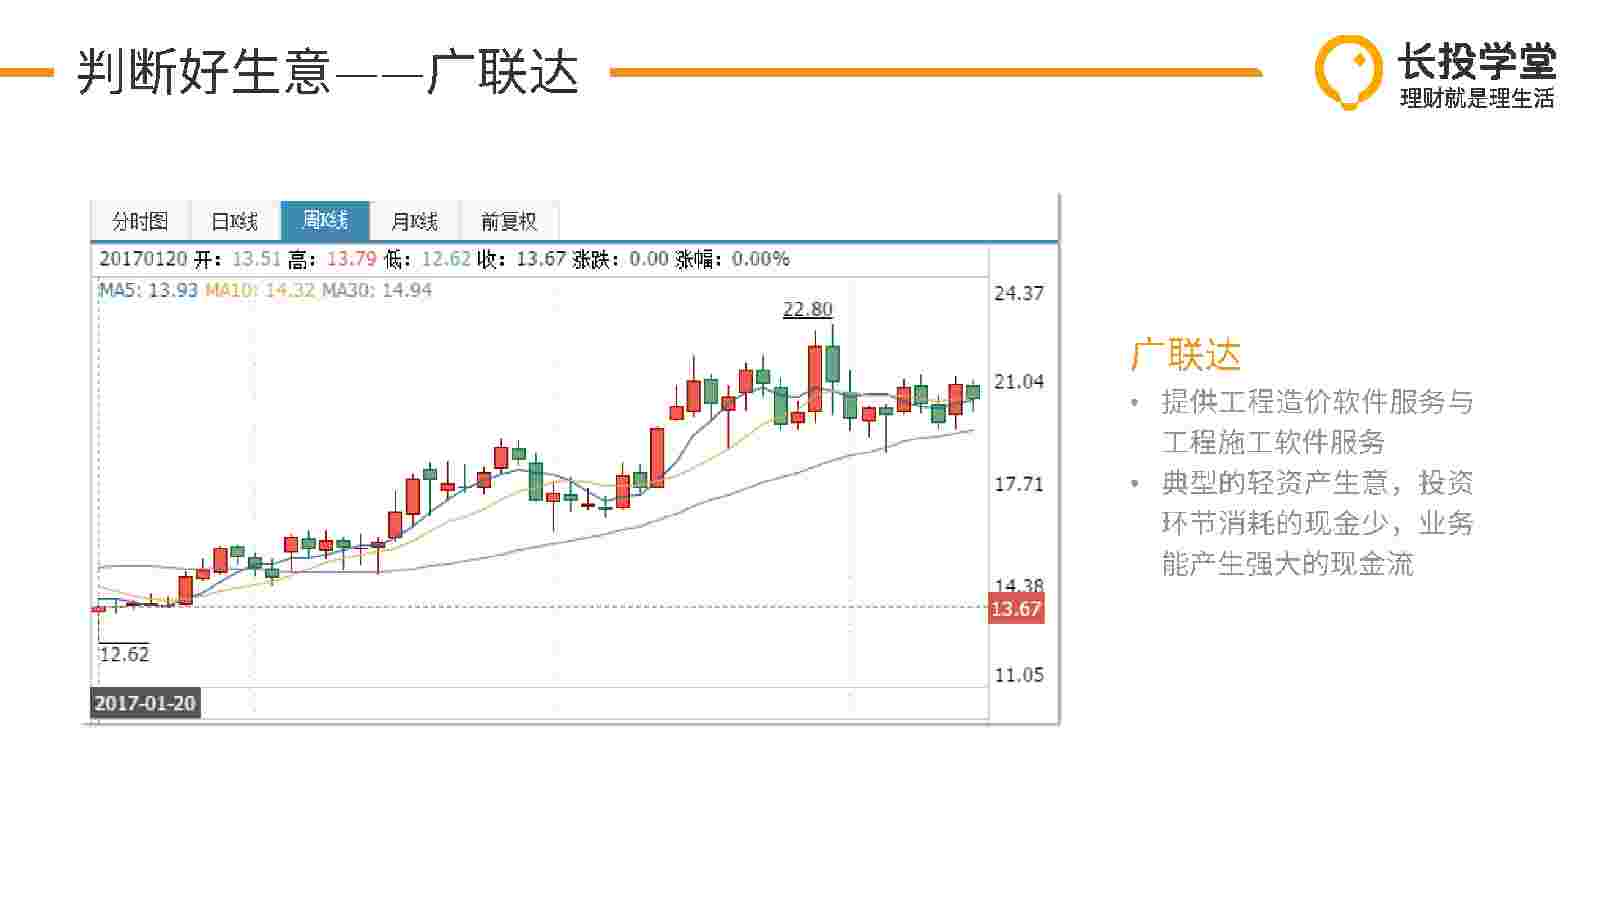 判断好生意——广联达
长投学堂
理财就是理生活
分时图 日K线 周K线 月K线 前复权
20170120 开: 13.51 高: 13.79 低: 12.62 收: 13.67 涨跌: 0.00 涨幅: 0.00%
MA5: 13.93 MA10: 14.32 MA30: 14.94
24.37
22.80
21.04
17.71
14.38
13.67
12.62
11.05
2017-01-20
广联达
• 提供工程造价软件服务与
工程施工软件服务
• 典型的轻资产生意，投资
环节消耗的现金少，业务
能产生强大的现金流